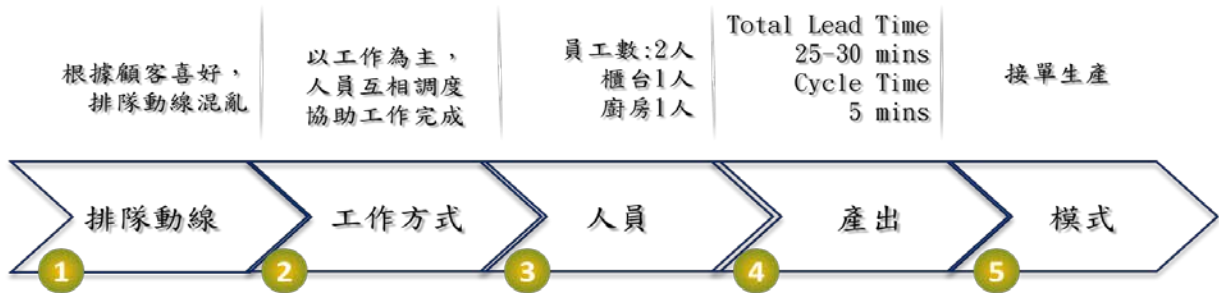 根據顧客喜好，
排隊動線混亂
以工作為主，
人員互相調度
協助工作完成
員工數:2人
櫃台1人
廚房1人
Total Lead Time
25-30 mins
Cycle Time
5 mins
接單生產
排隊動線
工作方式
人員
產出
模式
1
2
3
4
5